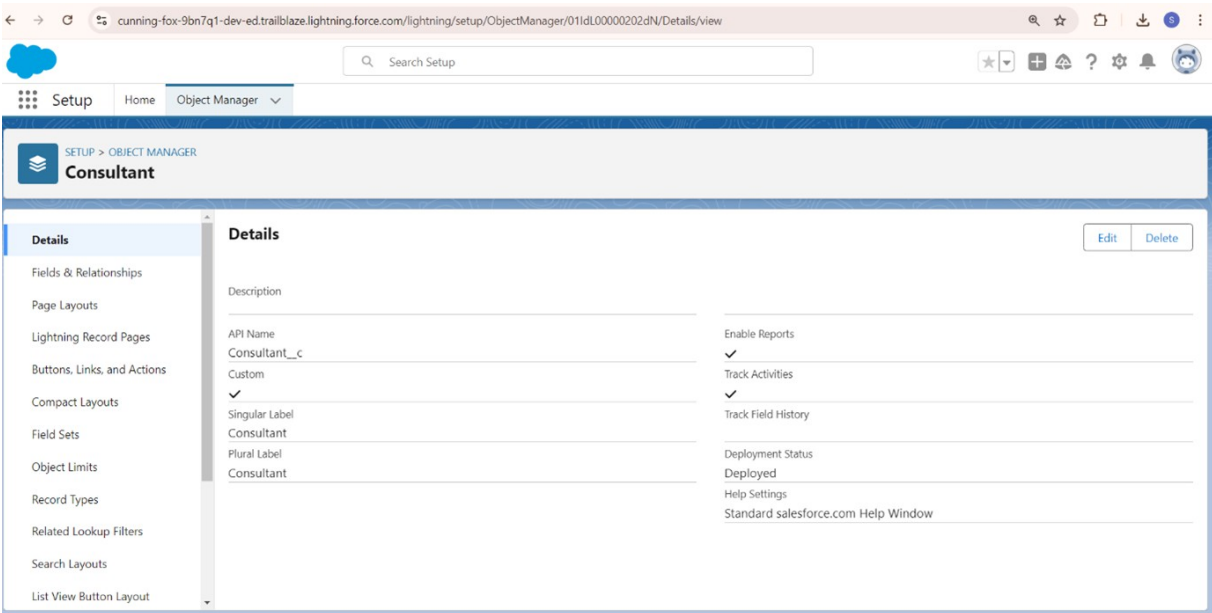 cunning-fox-9bn7q1-dev-ed.trailblaze.lightning.force.com/lightning/setup/ObjectManager/01IdL00000202dN/Details/view
S
Search Setup
Setup
Home
Object Manager
SETUP > OBJECT MANAGER
Consultant
Details
Fields & Relationships
Page Layouts
Lightning Record Pages
Buttons, Links, and Actions
Compact Layouts
Field Sets
Object Limits
Record Types
Related Lookup Filters
Search Layouts
List View Button Layout
Details
Edit
Delete
Description
API Name
Consultant__c
Custom
Singular Label
Consultant
Plural Label
Consultant
Enable Reports
Track Activities
Track Field History
Deployment Status
Deployed
Help Settings
Standard salesforce.com Help Window